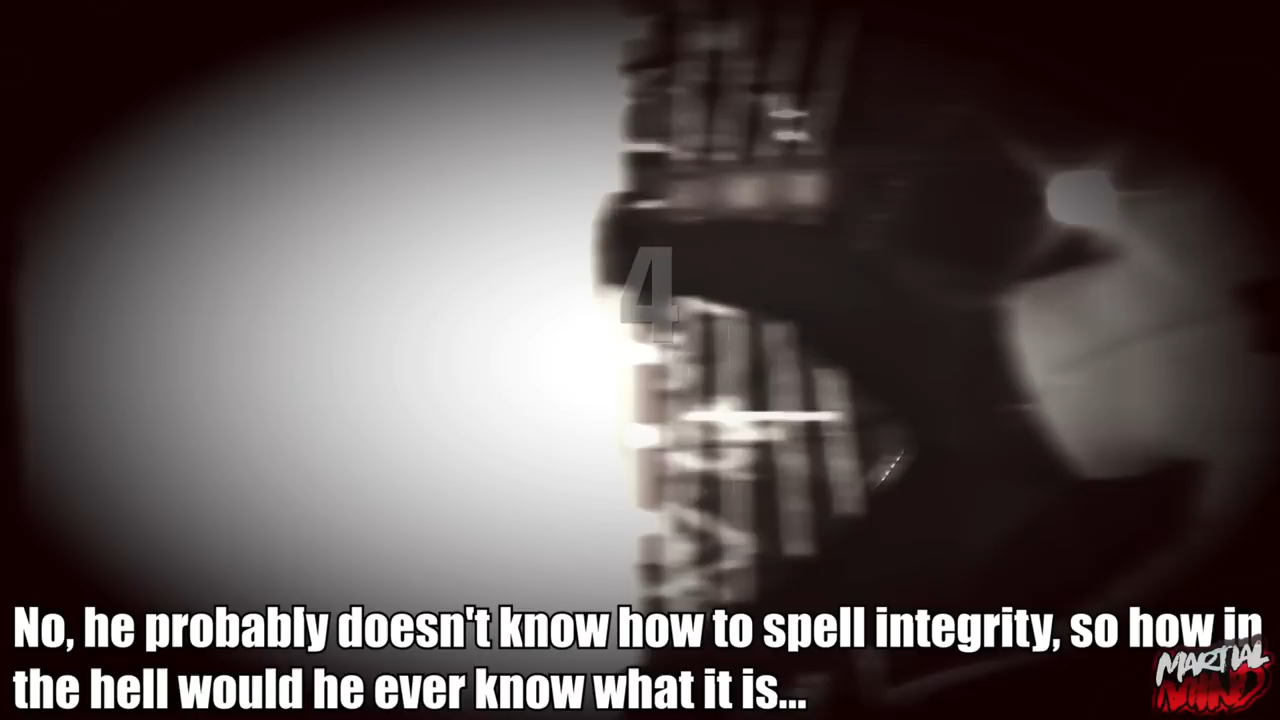 4
No, he probably doesn't know how to spell integrity, so how in
the hell would he ever know what it is...
MARTIAL
MIND